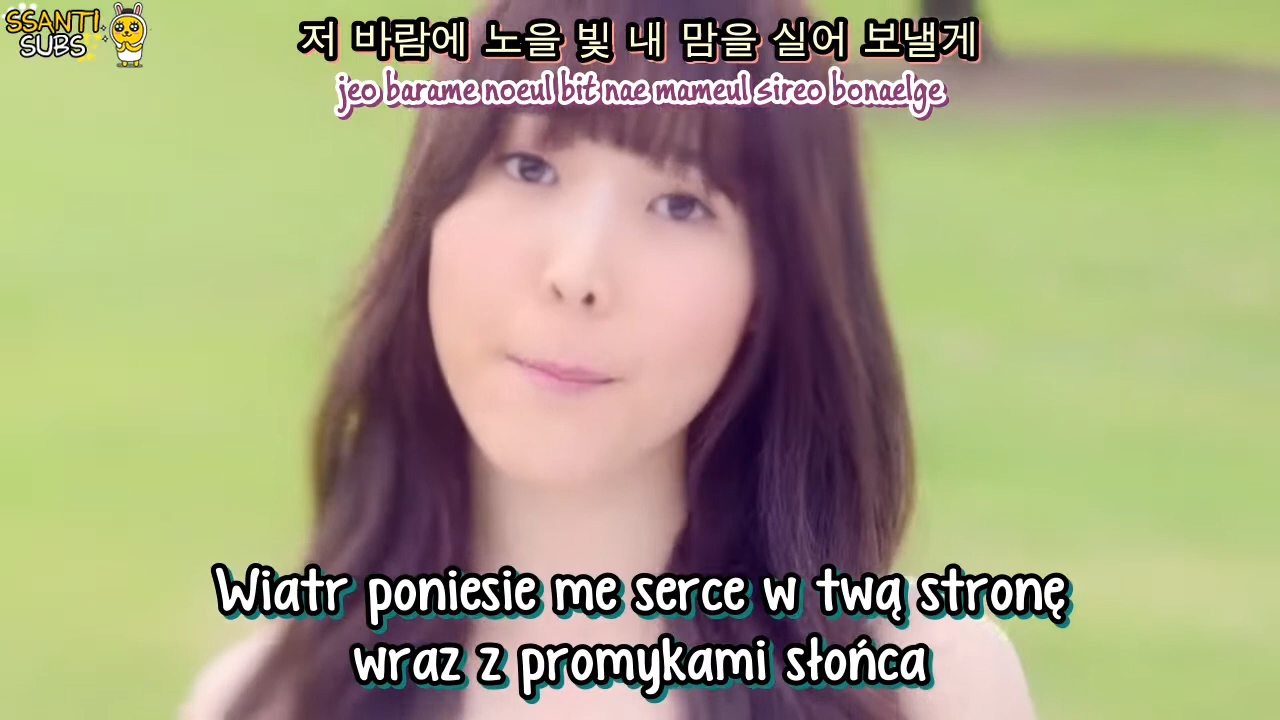 SSANTI
SUBS
저 바람에 노을 빛 내 맘을 실어 보낼게
jeo barame noeul bit nae mameul sireo bonaelge
Wiatr poniesie me serce w twą stronę
wraz z promykami słońca